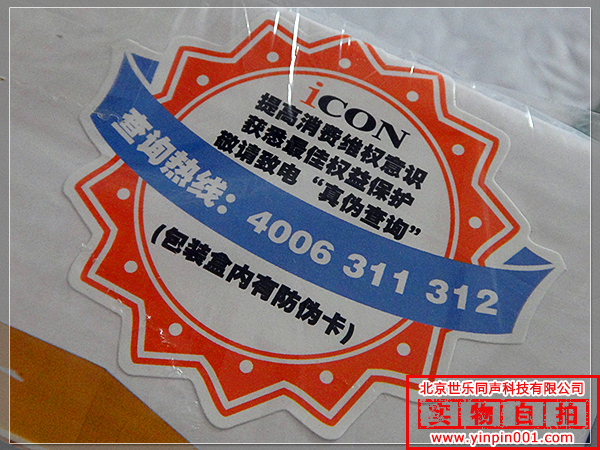 iCON
提高消费维权意识
获悉最佳权益保护
敬请致电“真伪查询”
查询热线：4006 311 312
(包装盒内有防伪卡)
北京世乐同声科技有限公司
实物自拍
www.yinpin001.com